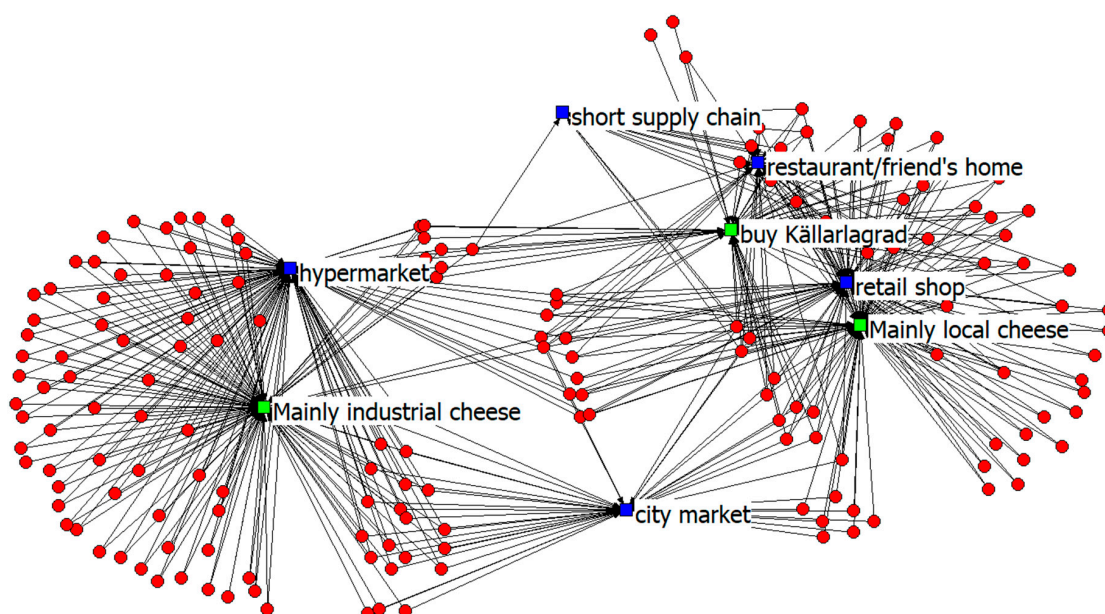 short supply chain
restaurant/friend's home
buy Källarlagrad
hypermarket
retail shop
Mainly local cheese
Mainly industrial cheese
city market